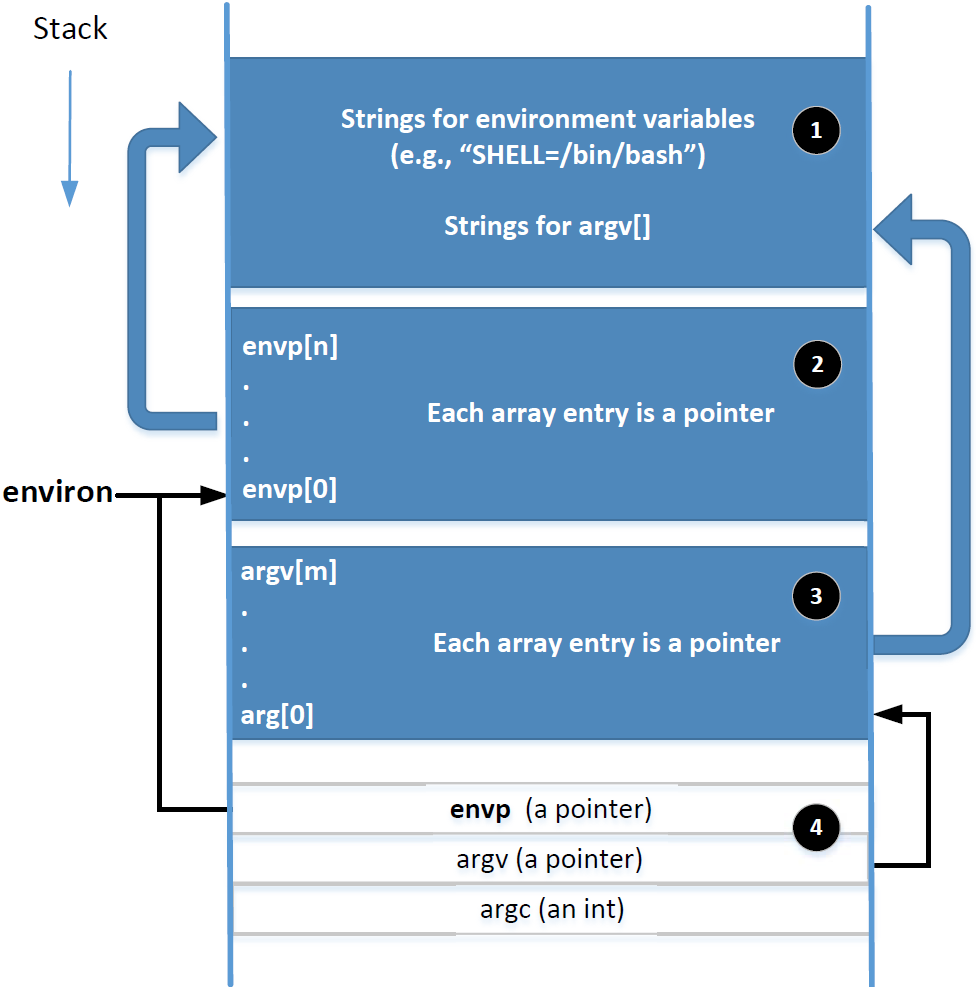 Stack
Strings for environment variables
(e.g., “SHELL=/bin/bash”)
1
Strings for argv[]
envp[n]
.
.
.
envp[0]
2
Each array entry is a pointer
environ
argv[m]
.
.
.
arg[0]
3
Each array entry is a pointer
envp (a pointer)
4
argv (a pointer)
argc (an int)